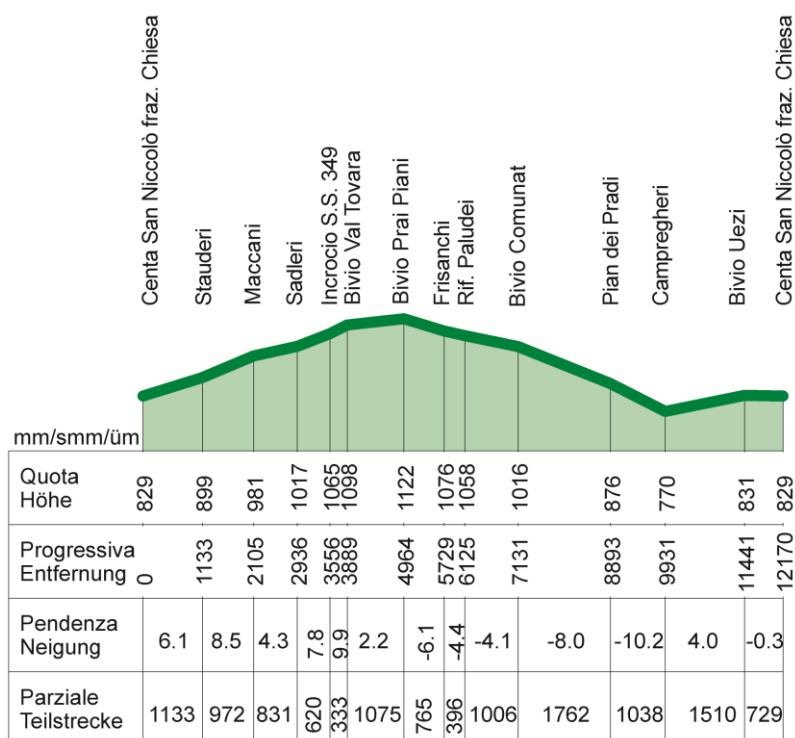 Centa San Niccolò fraz. Chiesa
Stauderi
Maccani
Sadleri
Incrocio S.S. 349
Bivio Val Tovara
Bivio Prai Piani
Frisanchi
Rif. Paludei
Bivio Comunat
Pian dei Pradi
Campregheri
Bivio Uezi
Centa San Niccolò fraz. Chiesa
mm/smm/üm
Quota
Höhe
829 899 981 1017 1065 1098 1122 1076 1058 1016 876 770 831 829
Progressiva
Entfernung
0 1133 2105 2936 3556 3889 4964 5729 6125 7131 8893 9931 11441 12170
Pendenza
Neigung
6.1 8.5 4.3 7.8 9.9 2.2 -6.1 -4.4 -4.1 -8.0 -10.2 4.0 -0.3
Parziale
Teilstrecke
1133 972 831 620 333 1075 765 396 1006 1762 1038 1510 729